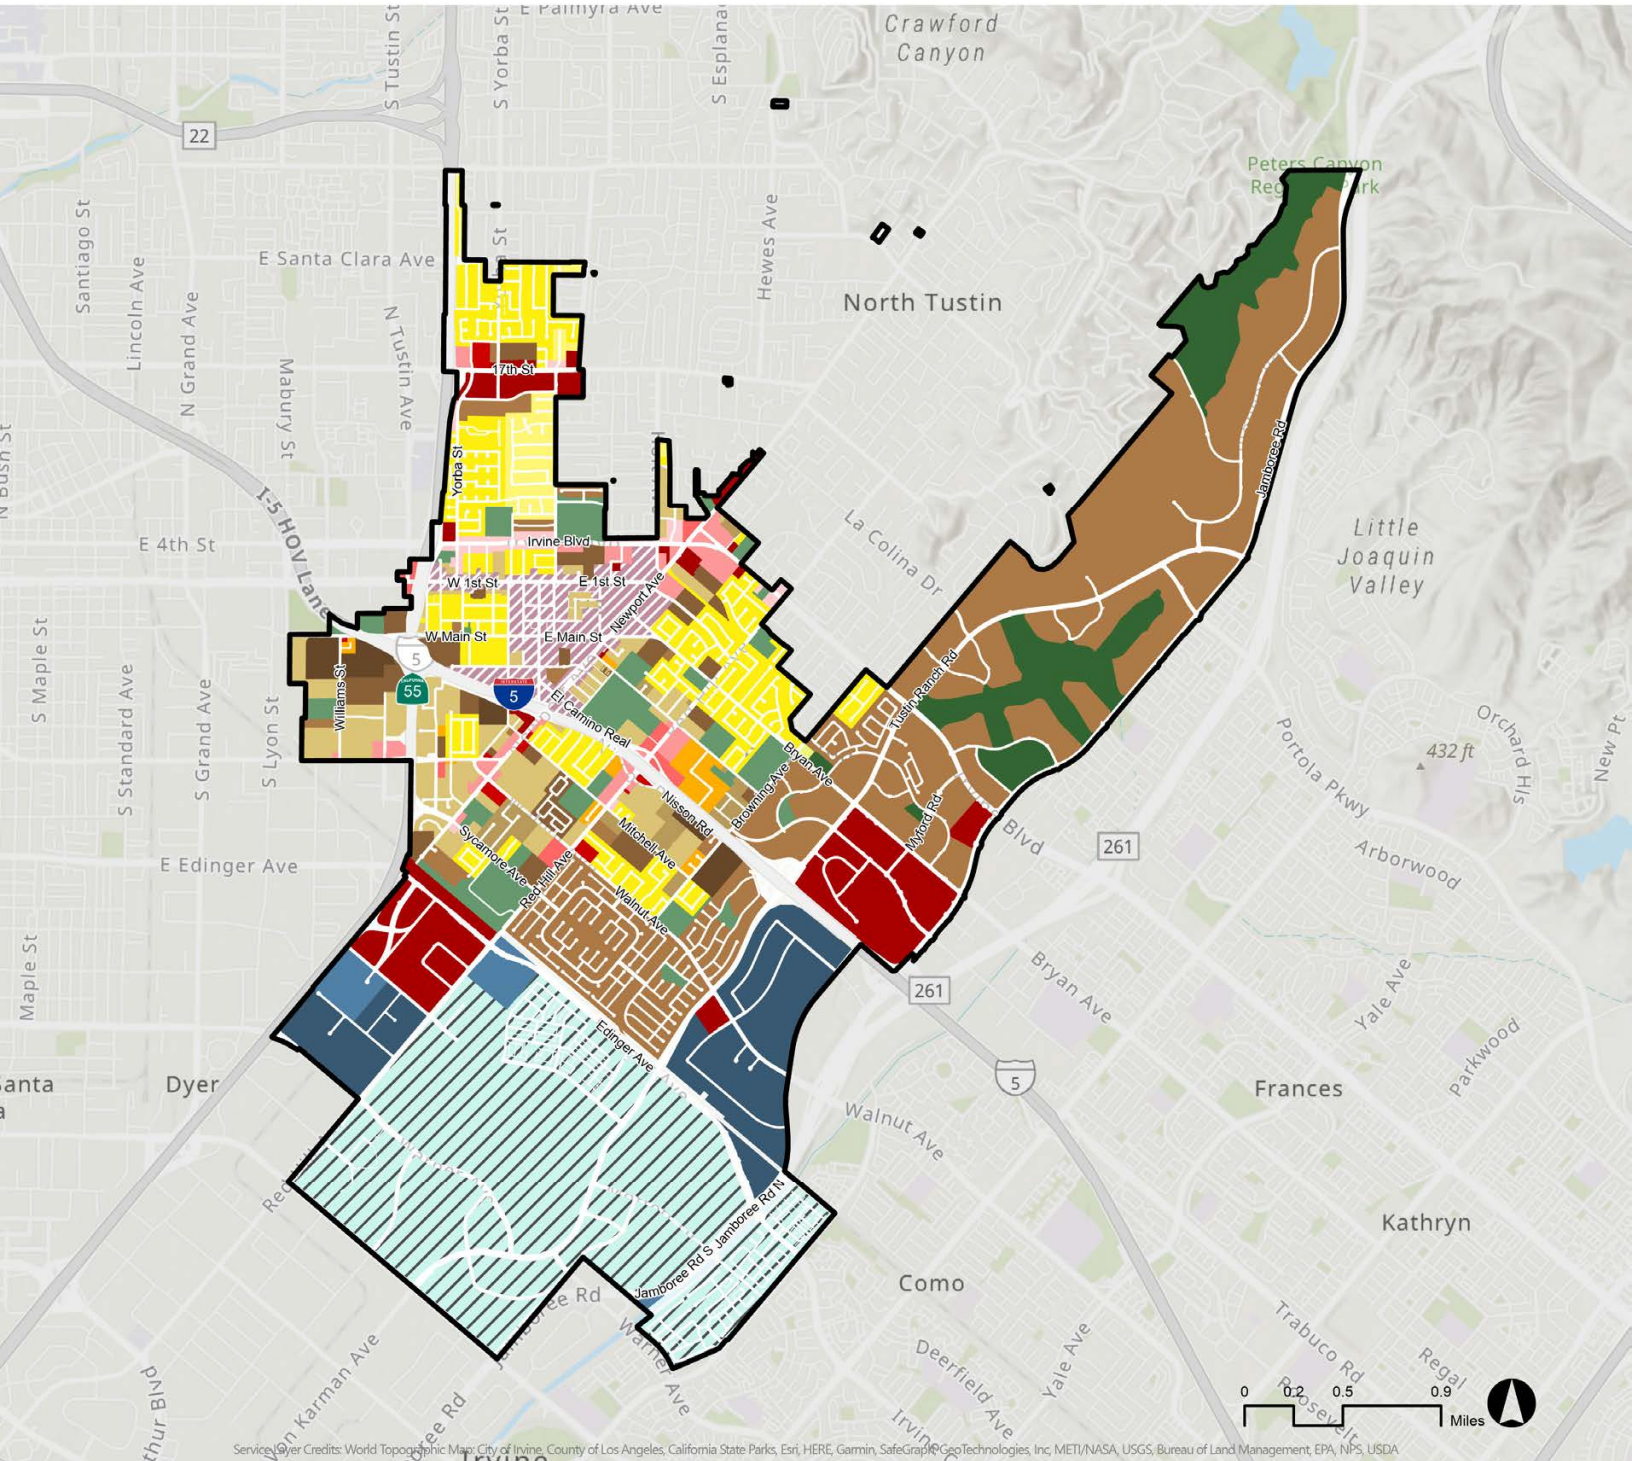 E Palmyra Ave
Crawford
Canyon
S Tustin St
S Yorba St
22
Peters Canyon
Santiago St
E Santa Clara Ave
Hewes Ave
Lincoln Ave
N Grand Ave
N Tustin Ave
North Tustin
Mabury St
17th St
N Bush St
Yorba St
Jamboree Rd
I-5 HOV Lane
La Colina Dr
Little
Joaquin
Valley
E 4th St
Irvine Blvd
W 1st St
E 1st St
Newport Ave
W Main St
E Main St
5
S Maple St
S Standard Ave
S Grand Ave
S Lyon St
Williams St
CALIFORNIA
55
INTERSTATE
5
El Camino Real
Tustin Ranch Rd
Bryan Ave
Browning Ave
Nisson Rd
Mitchell Ave
Myford Rd
Portola Pkwy
432 ft
Orchard Hls
New Pt
Blvd
261
Arborwood
E Edinger Ave
Sycamore Ave
Red Hill Ave
Walnut Ave
Maple St
261
Bryan Ave
Yale Ave
Parkwood
Edinger Ave
Santa
Dyer
5
Frances
Walnut Ave
Jamboree Rd N
Jamboree Rd S
Kathryn
Como
Warner Ave
Deerfield Ave
Yale Ave
Trabuco Rd
Regal
Roosevelt
0 0.2 0.5 0.9
Miles
Service Layer Credits: World Topographic Map: City of Irvine, County of Los Angeles, California State Parks, Esri, HERE, Garmin, SafeGraph, GeoTechnologies, Inc, METI/NASA, USGS, Bureau of Land Management, EPA, NPS, USDA
Irvine